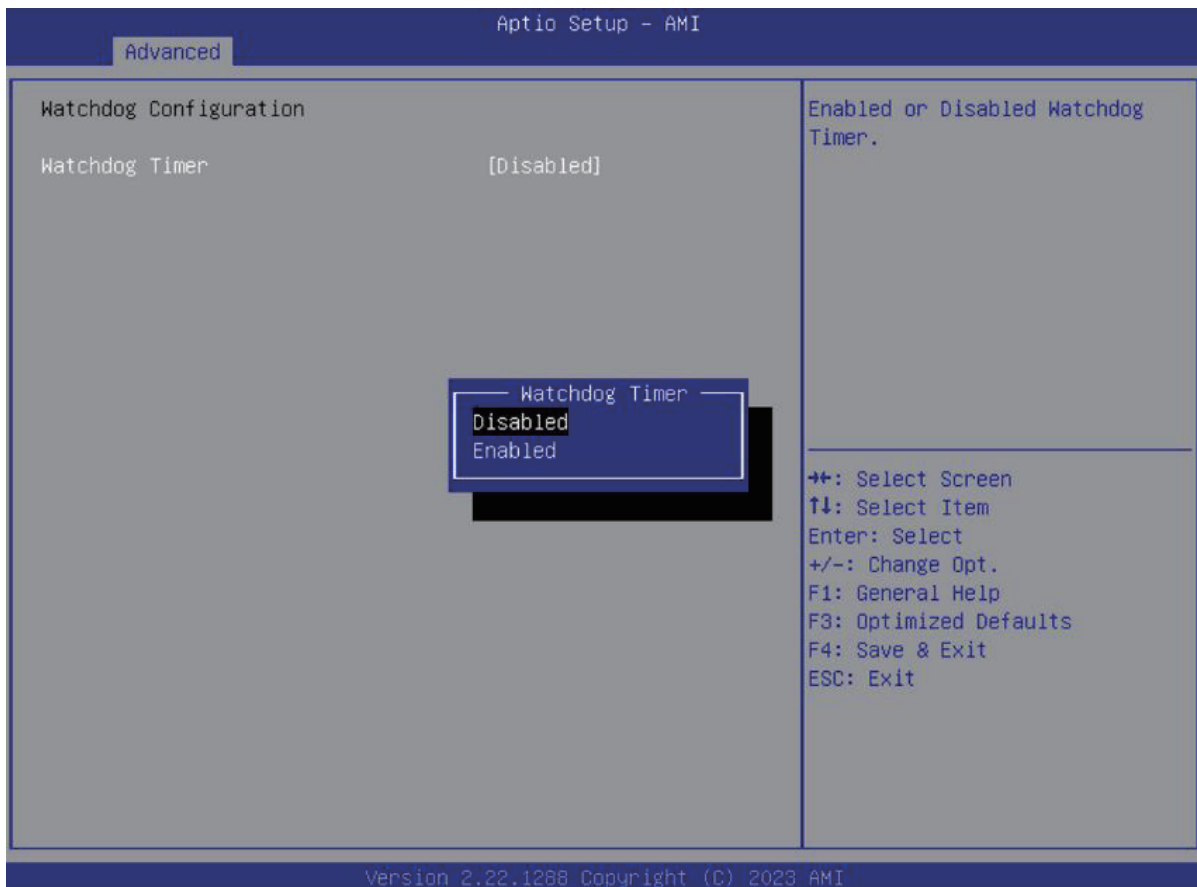 Aptio Setup – AMI
Advanced
Watchdog Configuration
Watchdog Timer [Disabled]
Watchdog Timer
Disabled
Enabled
Enabled or Disabled Watchdog
Timer.
→←: Select Screen
↑↓: Select Item
Enter: Select
+/-: Change Opt.
F1: General Help
F3: Optimized Defaults
F4: Save & Exit
ESC: Exit
Version 2.22.1288 Copyright (C) 2023 AMI